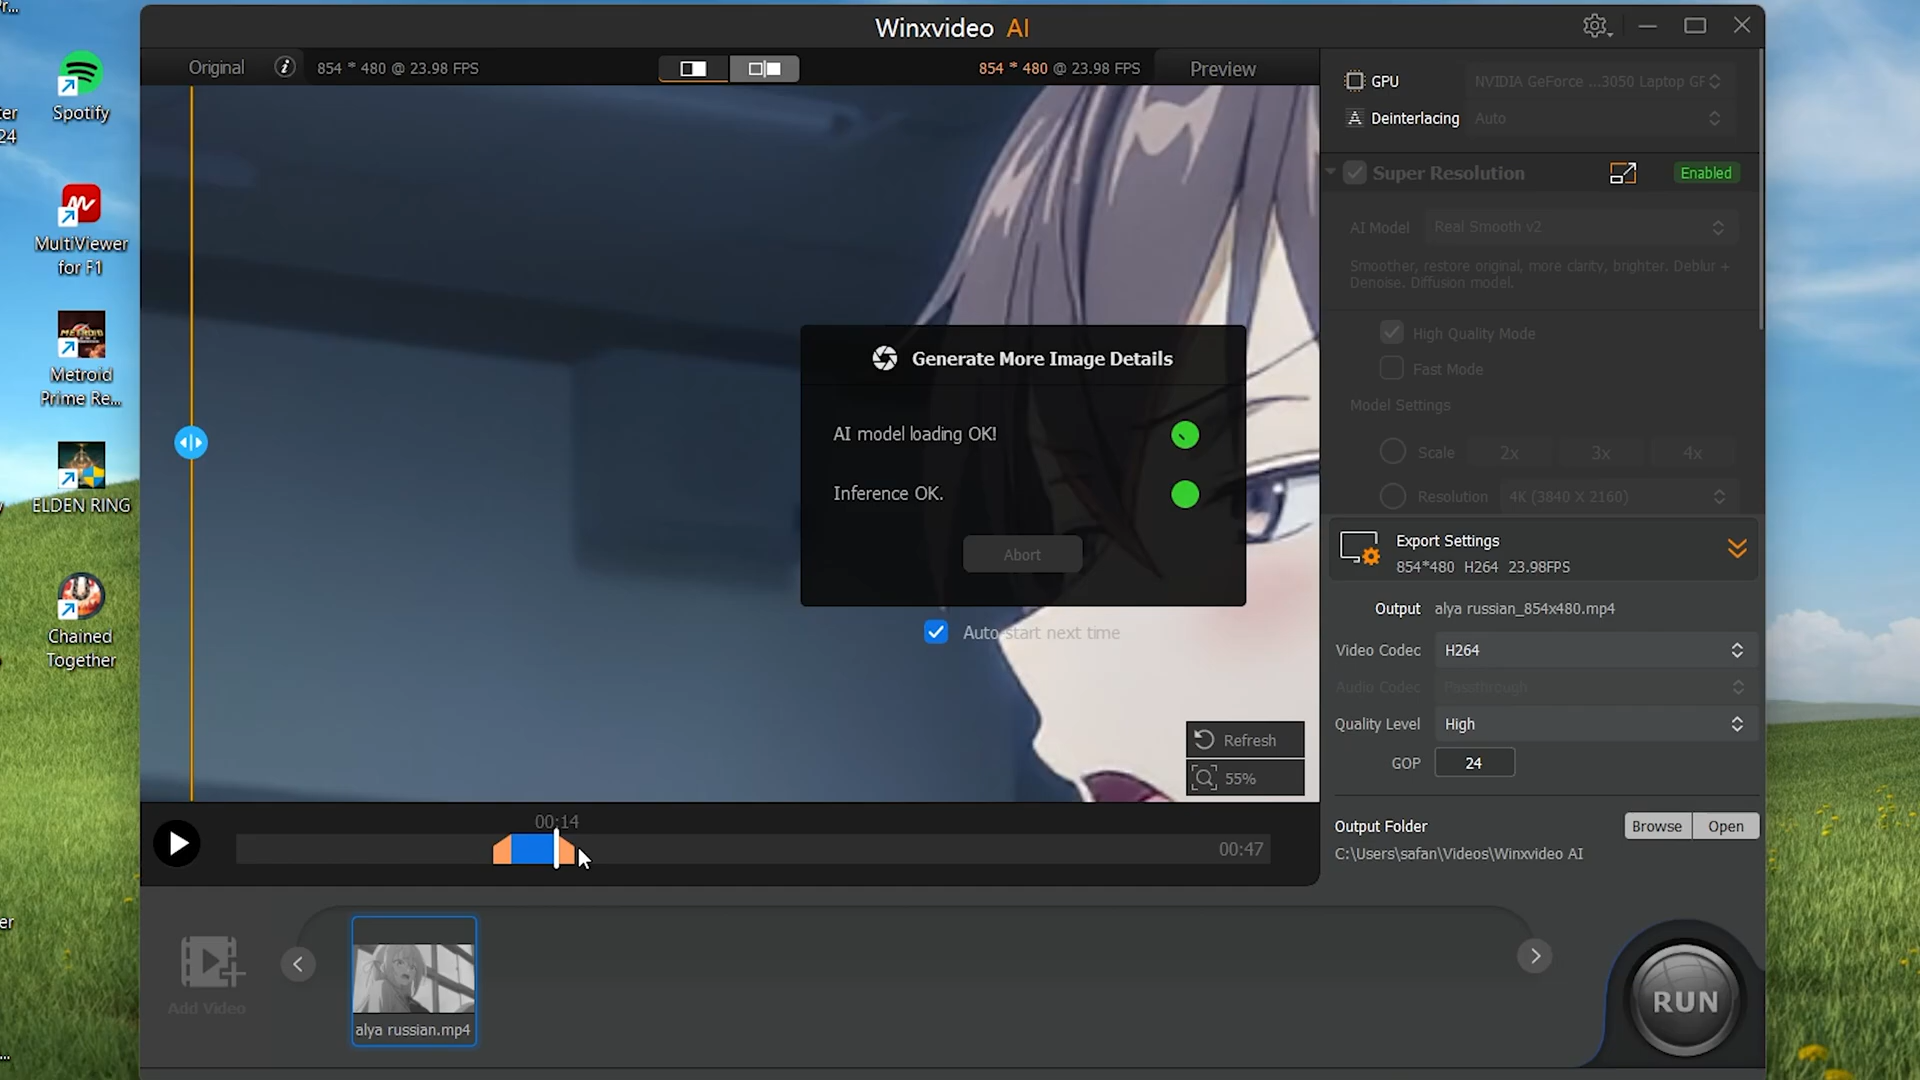 Pr...
Spotify
ter
24
MultiViewer
for F1
Metroid
Prime Re...
ELDEN RING
Chained
Together
er
...
Winxvideo AI
Original
i
854 * 480 @ 23.98 FPS
854 * 480 @ 23.98 FPS
Preview
Generate More Image Details
AI model loading OK!
Inference OK.
Abort
Auto-start next time
Refresh
55%
00:14
00:47
Add Video
alya russian.mp4
GPU
NVIDIA GeForce ...3050 Laptop GF
Deinterlacing
Auto
Super Resolution
Enabled
AI Model
Real Smooth v2
Smoother, restore original, more clarity, brighter. Deblur +
Denoise. Diffusion model.
High Quality Mode
Fast Mode
Model Settings
Scale
2x
3x
4x
Resolution
4K (3840 X 2160)
Export Settings
854*480 H264 23.98FPS
Output
alya russian_854x480.mp4
Video Codec
H264
Audio Codec
Passthrough
Quality Level
High
GOP
24
Output Folder
Browse
Open
C:\Users\safan\Videos\Winxvideo AI
RUN